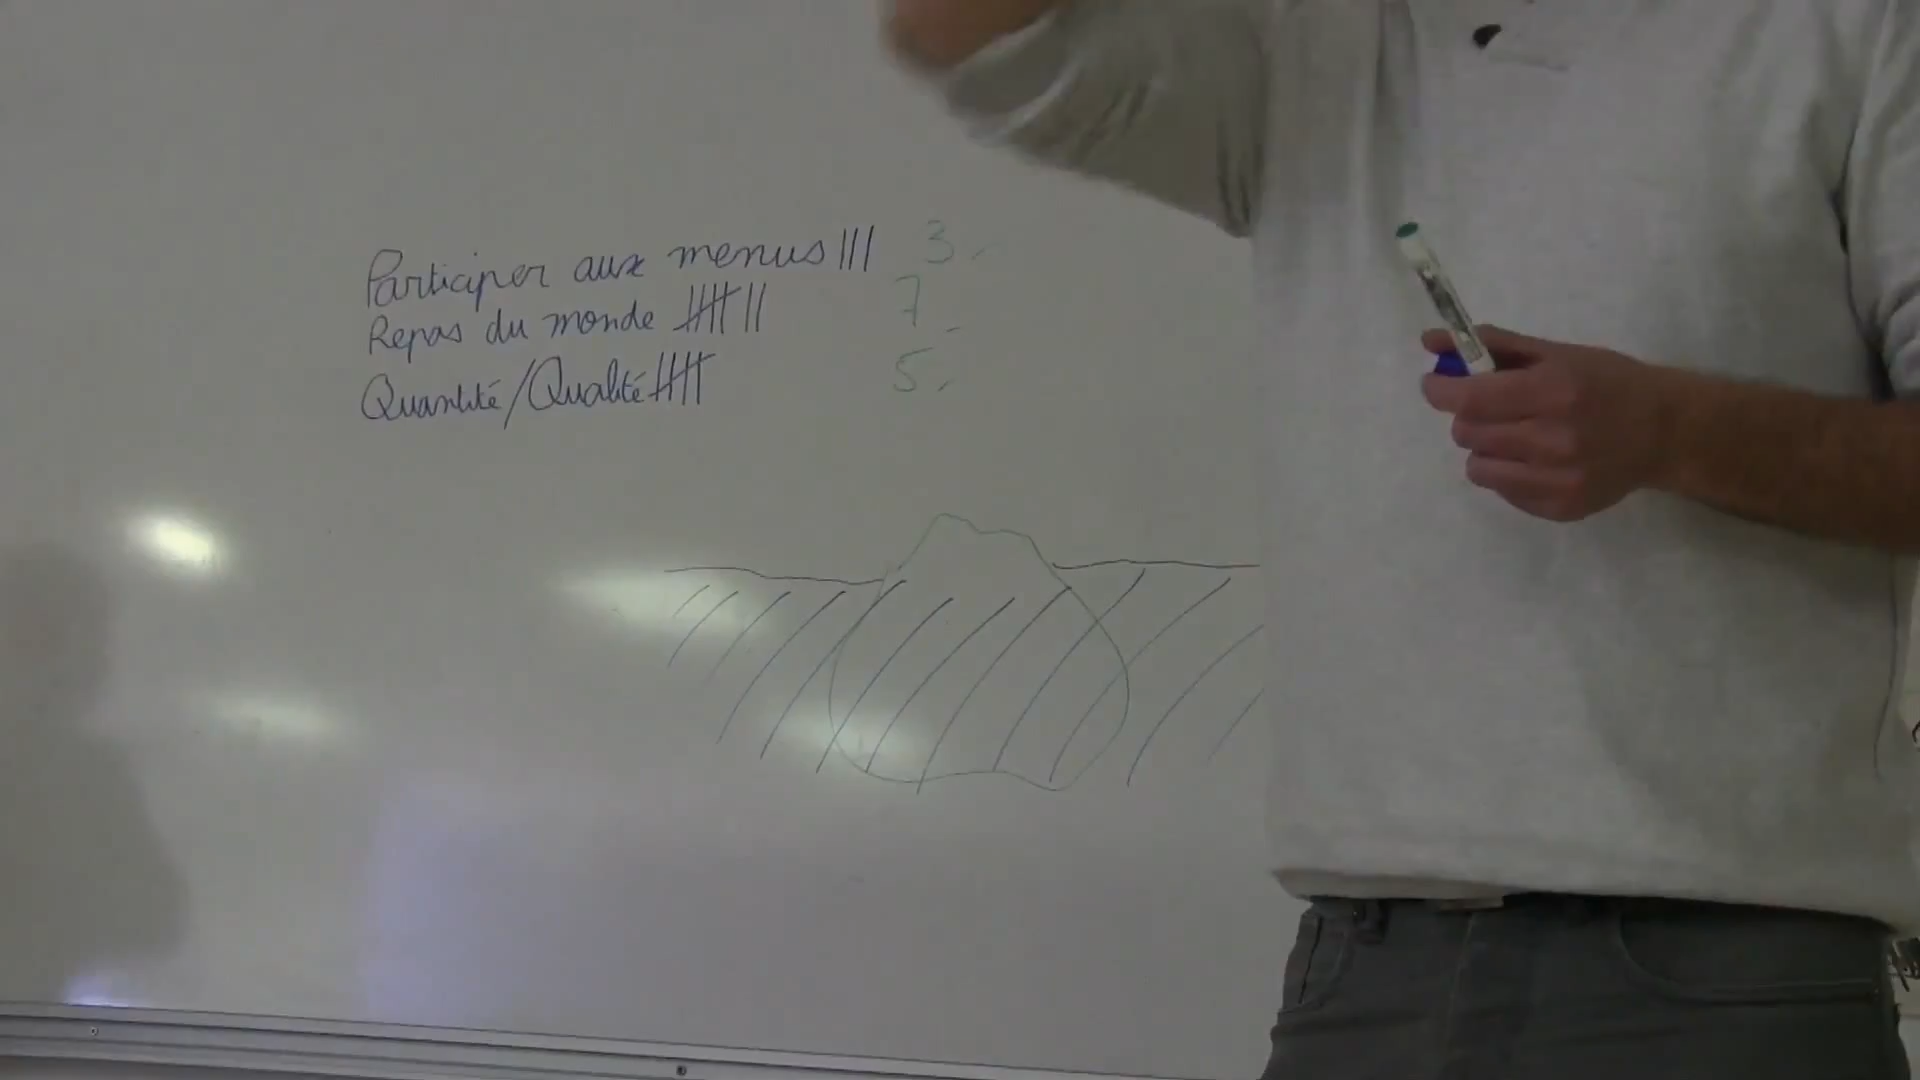 Participer aux menus ||| 3
Repas du monde |||| || 7
Quantité/Qualité |||| 5